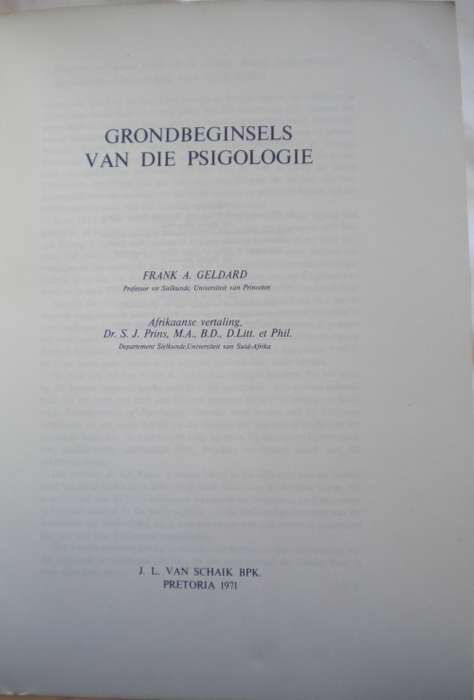 GRONDBEGINSELS
VAN DIE PSIGOLOGIE
FRANK A. GELDARD
Professor vir Sielkunde, Universiteit van Princeton
Afrikaanse vertaling,
Dr. S. J. Prins, M.A., B.D., D.Litt. et Phil.
Departement Sielkunde,Universiteit van Suid-Afrika
J. L. VAN SCHAIK BPK.
PRETORIA 1971